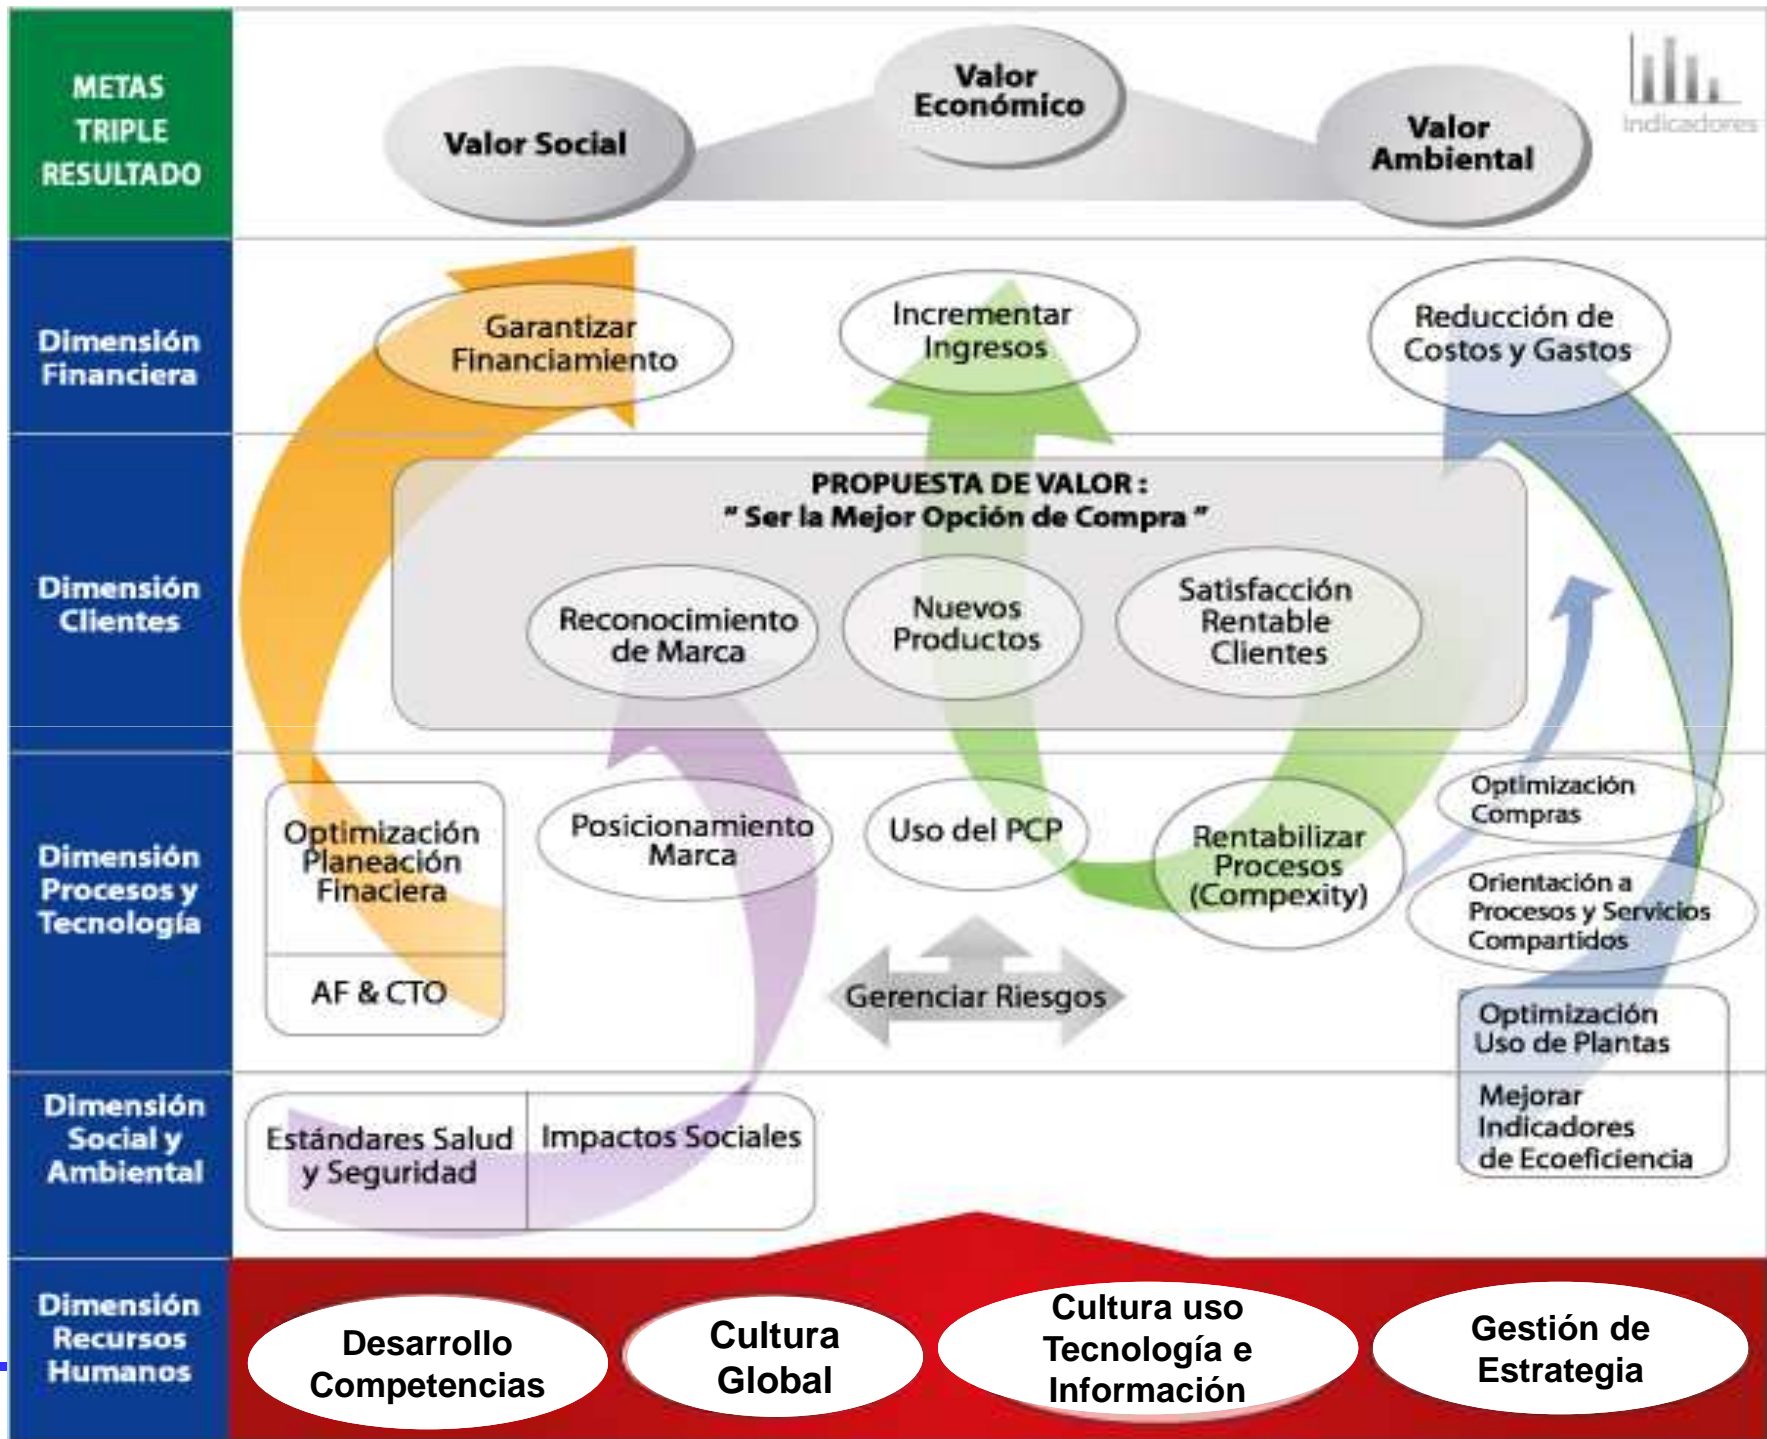 METAS
TRIPLE
RESULTADO
Valor Social
Valor
Económico
Valor
Ambiental
Indicadores
Dimensión
Financiera
Garantizar
Financiamiento
Incrementar
Ingresos
Reducción de
Costos y Gastos
Dimensión
Clientes
PROPUESTA DE VALOR :
" Ser la Mejor Opción de Compra "
Reconocimiento
de Marca
Nuevos
Productos
Satisfacción
Rentable
Clientes
Dimensión
Procesos y
Tecnología
Optimización
Planeación
Finaciera
AF & CTO
Posicionamiento
Marca
Uso del PCP
Rentabilizar
Procesos
(Compexity)
Optimización
Compras
Orientación a
Procesos y Servicios
Compartidos
Gerenciar Riesgos
Optimización
Uso de Plantas
Dimensión
Social y
Ambiental
Estándares Salud
y Seguridad
Impactos Sociales
Mejorar
Indicadores
de Ecoeficiencia
Dimensión
Recursos
Humanos
Desarrollo
Competencias
Cultura
Global
Cultura uso
Tecnología e
Información
Gestión de
Estrategia